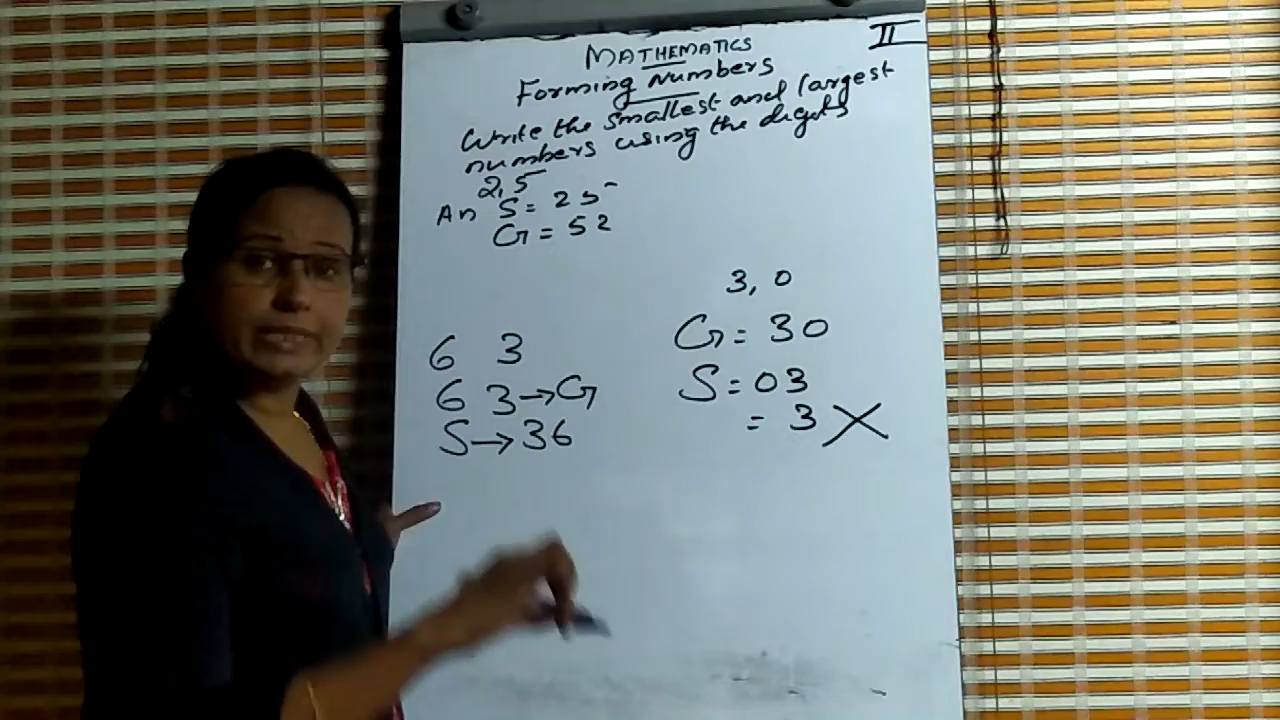 II
MATHEMATICS
Forming Numbers
Write the smallest and largest
numbers using the digits
2, 5
An S = 25
G = 52
6 3
6 3 → G
S → 36
3, 0
G = 30
S = 03
= 3 X